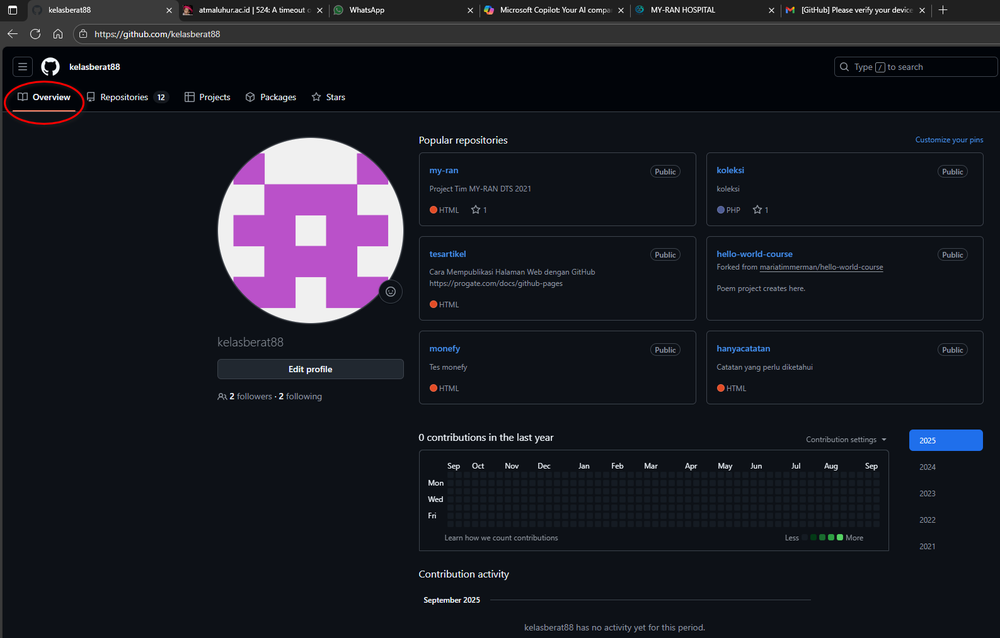 kelasberat88
atmaluhur.ac.id | 524: A timeout o
WhatsApp
Microsoft Copilot: Your AI compa
MY-RAN HOSPITAL
[GitHub] Please verify your device
https://github.com/kelasberat88
kelasberat88
Type / to search
Overview
Repositories 12
Projects
Packages
Stars
kelasberat88
Edit profile
2 followers · 2 following
Popular repositories
Customize your pins
my-ran
Public
Project Tim MY-RAN DTS 2021
HTML 1
koleksi
Public
koleksi
PHP 1
tesartikel
Public
Cara Mempublikasi Halaman Web dengan GitHub
https://progate.com/docs/github-pages
HTML
hello-world-course
Public
Forked from mariatimmerman/hello-world-course
Poem project creates here.
monefy
Public
Tes monefy
HTML
hanyacatatan
Public
Catatan yang perlu diketahui
HTML
0 contributions in the last year
Contribution settings
Sep Oct Nov Dec Jan Feb Mar Apr May Jun Jul Aug Sep
Mon
Wed
Fri
Learn how we count contributions
Less More
2025
2024
2023
2022
2021
Contribution activity
September 2025
kelasberat88 has no activity yet for this period.